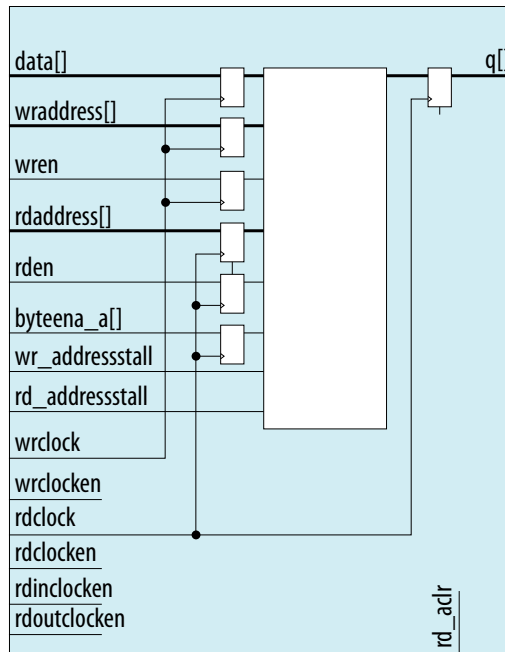 data[]
q[]
wraddress[]
wren
rdaddress[]
rden
byteena_a[]
wr_addressstall
rd_addressstall
wrclock
wrclocken
rdclock
rdclocken
rdinclocken
rdoutclocken
rd_aclr